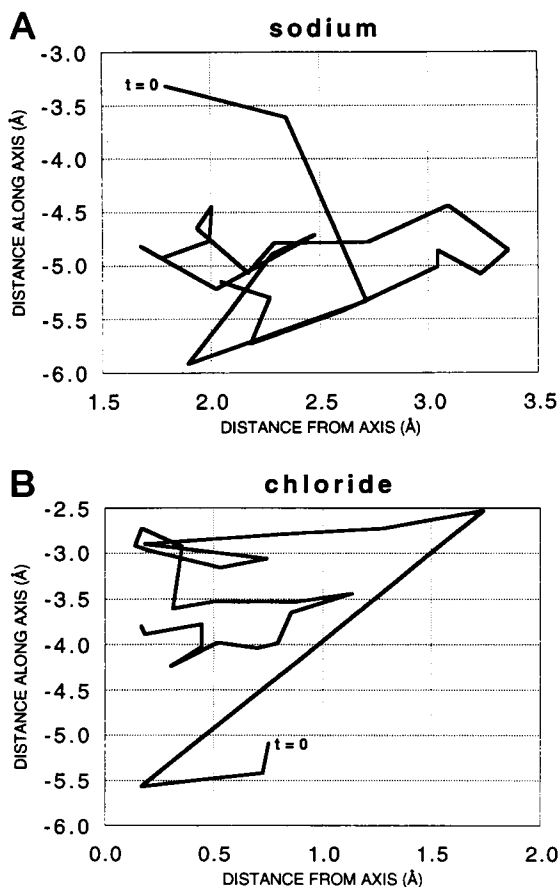 A
sodium
-3.0
t=0
-3.5
-4.0
-4.5
-5.0
-5.5
-6.0
DISTANCE ALONG AXIS (Å)
1.5 2.0 2.5 3.0 3.5
DISTANCE FROM AXIS (Å)
B
chloride
-2.5
-3.0
-3.5
-4.0
-4.5
-5.0
t=0
-5.5
-6.0
DISTANCE ALONG AXIS (Å)
0.0 0.5 1.0 1.5 2.0
DISTANCE FROM AXIS (Å)